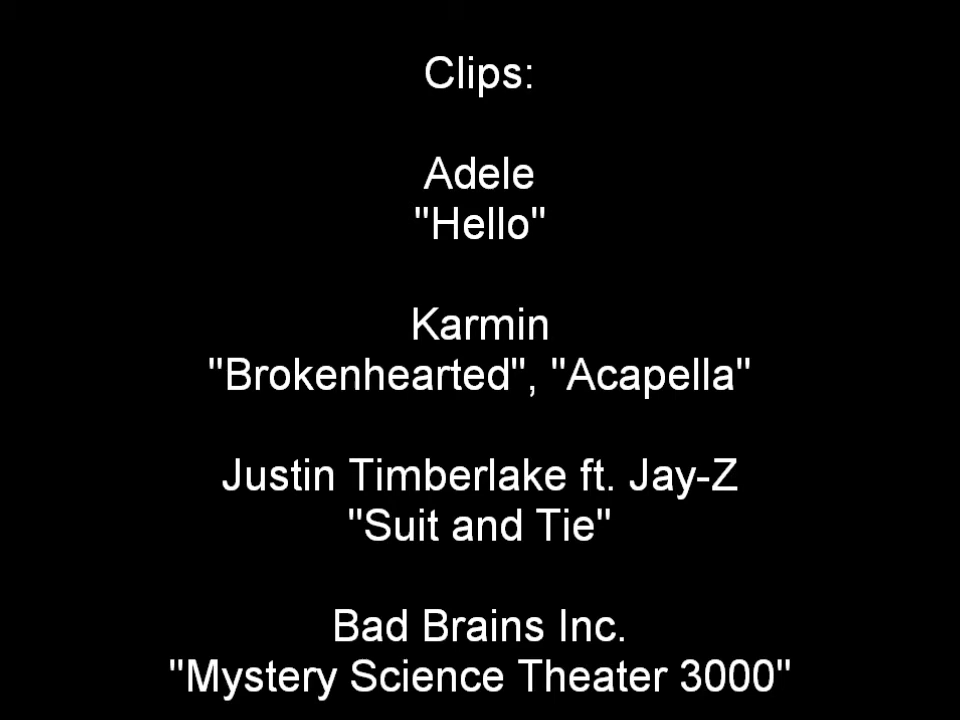 Clips:
Adele
"Hello"
Karmin
"Brokenhearted", "Acapella"
Justin Timberlake ft. Jay-Z
"Suit and Tie"
Bad Brains Inc.
"Mystery Science Theater 3000"